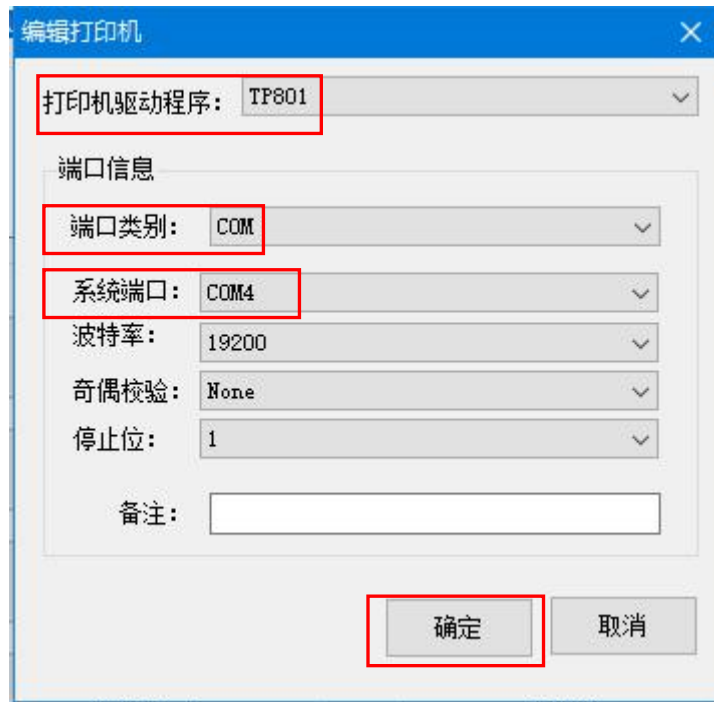 编辑打印机
打印机驱动程序： TP801
端口信息
端口类别： COM
系统端口： COM4
波特率： 19200
奇偶校验： None
停止位： 1
备注：
确定 取消